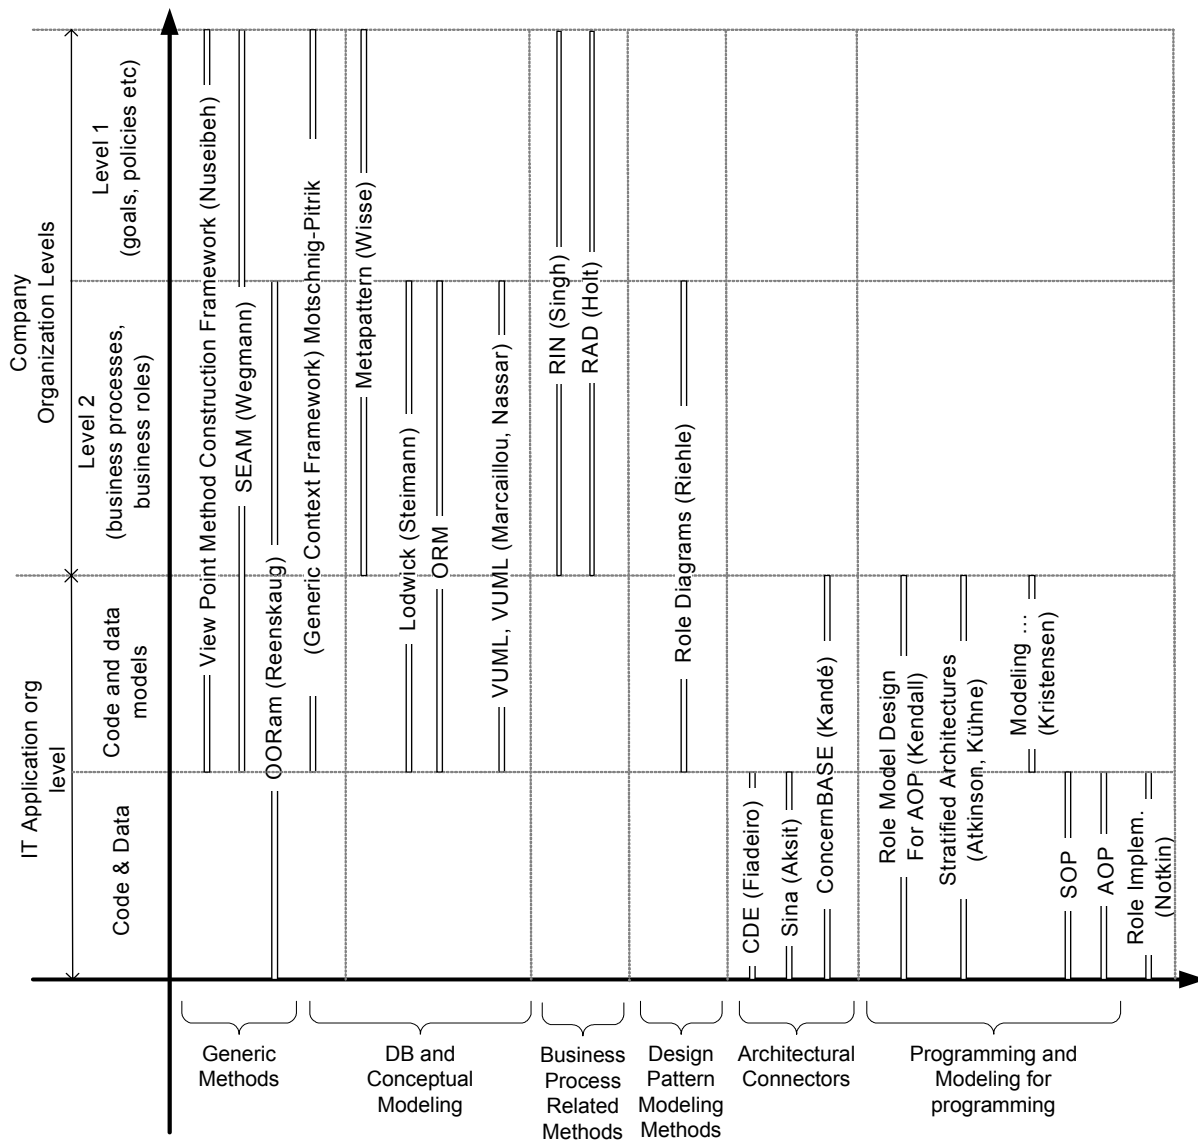 Company
Organization Levels
Level 1
(goals, policies etc)
Level 2
(business processes,
business roles)
IT Application org
level
Code and data
models
Code & Data
View Point Method Construction Framework (Nuseibeh)
SEAM (Wegmann)
OORam (Reenskaug)
(Generic Context Framework) Motschnig-Pitrik
Metapattern (Wisse)
Lodwick (Steimann)
ORM
VUML, VUML (Marcaillou, Nassar)
RIN (Singh)
RAD (Holt)
Role Diagrams (Riehle)
CDE (Fiadeiro)
Sina (Aksit)
ConcernBASE (Kandé)
Role Model Design
For AOP (Kendall)
Stratified Architectures
(Atkinson, Kühne)
Modeling …
(Kristensen)
SOP
AOP
Role Implem.
(Notkin)
Generic
Methods
DB and
Conceptual
Modeling
Business
Process
Related
Methods
Design
Pattern
Modeling
Methods
Architectural
Connectors
Programming and
Modeling for
programming